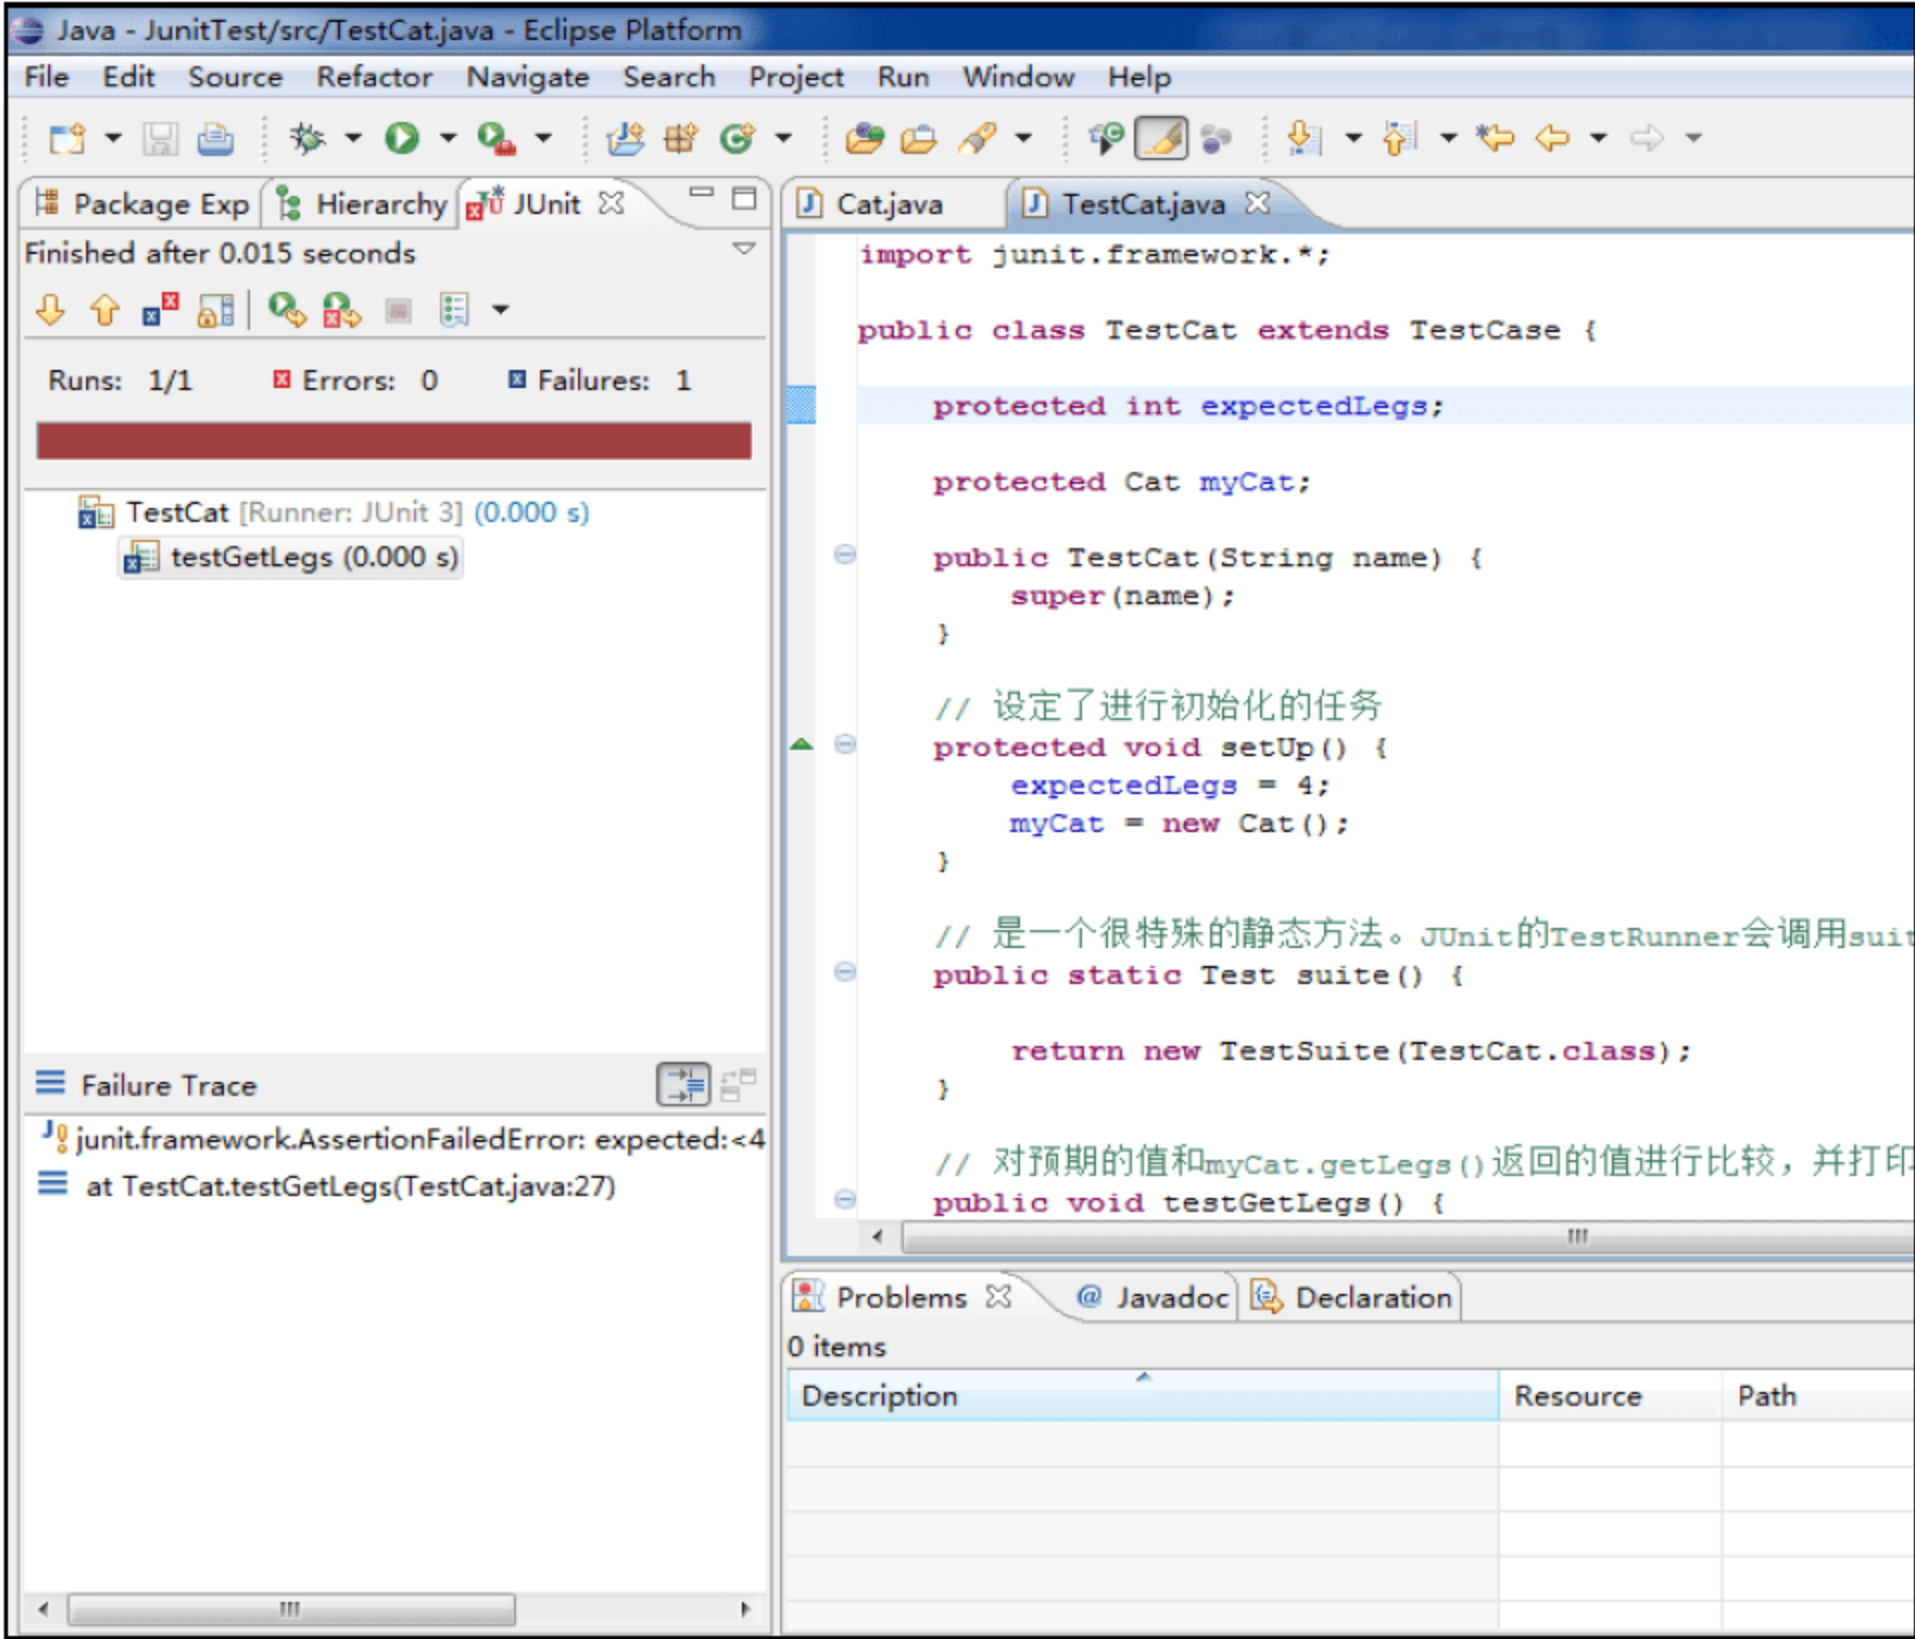 Java - JunitTest/src/TestCat.java - Eclipse Platform
File Edit Source Refactor Navigate Search Project Run Window Help
Package Exp Hierarchy JUnit
Finished after 0.015 seconds
Runs: 1/1 Errors: 0 Failures: 1
TestCat [Runner: JUnit 3] (0.000 s)
testGetLegs (0.000 s)
Failure Trace
junit.framework.AssertionFailedError: expected:<4
at TestCat.testGetLegs(TestCat.java:27)
Cat.java TestCat.java
import junit.framework.*;
public class TestCat extends TestCase {
protected int expectedLegs;
protected Cat myCat;
public TestCat(String name) {
super(name);
}
// 设定了进行初始化的任务
protected void setUp() {
expectedLegs = 4;
myCat = new Cat();
}
// 是一个很特殊的静态方法。JUnit的TestRunner会调用suit
public static Test suite() {
return new TestSuite(TestCat.class);
}
// 对预期的值和myCat.getLegs()返回的值进行比较，并打印
public void testGetLegs() {
Problems @ Javadoc Declaration
0 items
Description Resource Path